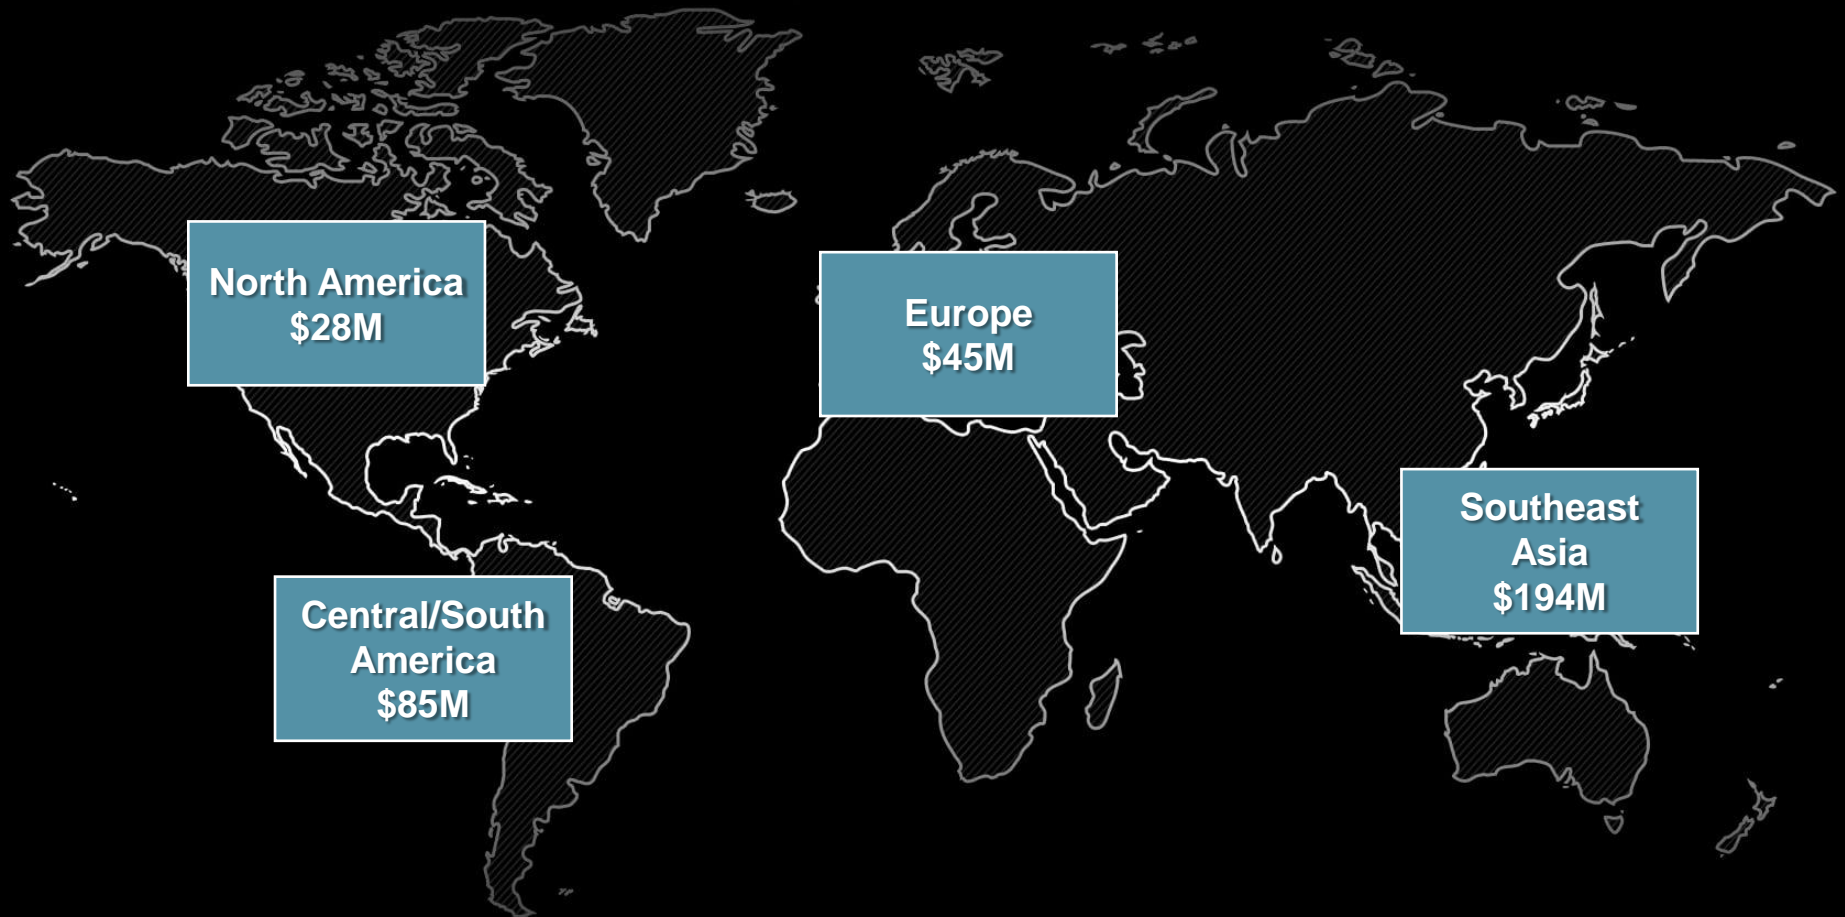 North America
$28M
Europe
$45M
Southeast
Asia
$194M
Central/South
America
$85M